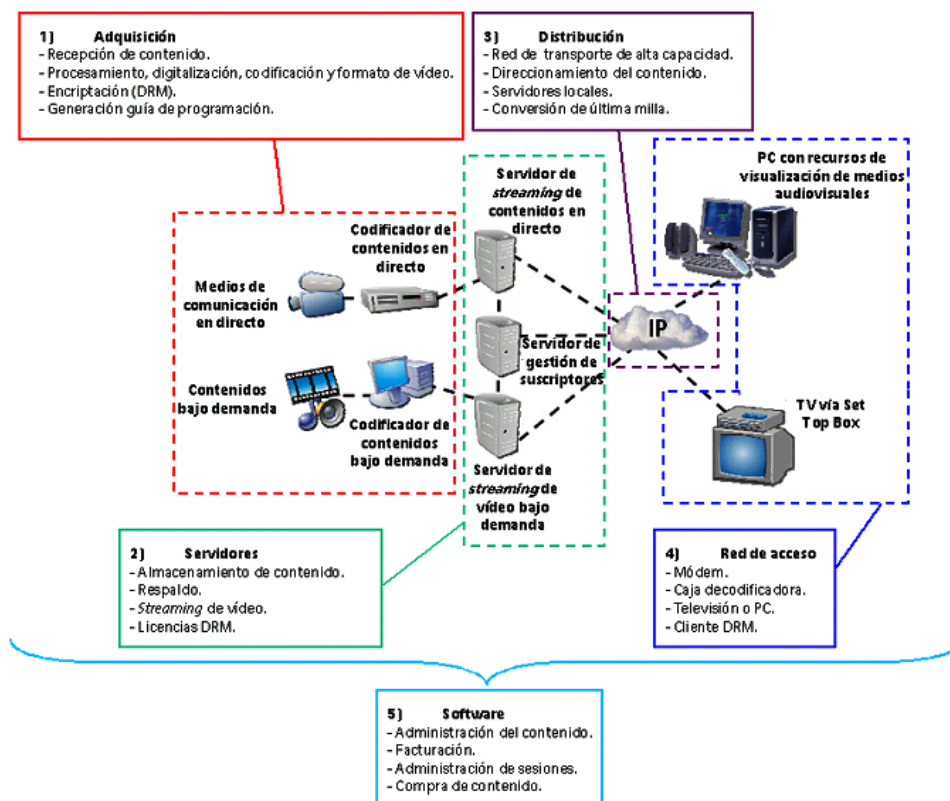 1) Adquisición
- Recepción de contenido.
- Procesamiento, digitalización, codificación y formato de vídeo.
- Encriptación (DRM).
- Generación guía de programación.
3) Distribución
- Red de transporte de alta capacidad.
- Direccionamiento del contenido.
- Servidores locales.
- Conversión de última milla.
PC con recursos de
visualización de medios
audiovisuales
Servidor de
streaming de
contenidos en
directo
Codificador de
contenidos en
directo
Medios de
comunicación
en directo
IP
Servidor de
gestión de
suscriptores
Contenidos
bajo demanda
Codificador de
contenidos
bajo demanda
TV vía Set
Top Box
Servidor de
streaming de
vídeo bajo
demanda
2) Servidores
- Almacenamiento de contenido.
- Respaldo.
- Streaming de vídeo.
- Licencias DRM.
4) Red de acceso
- Módem.
- Caja decodificadora.
- Televisión o PC.
- Cliente DRM.
5) Software
- Administración del contenido.
- Facturación.
- Administración de sesiones.
- Compra de contenido.